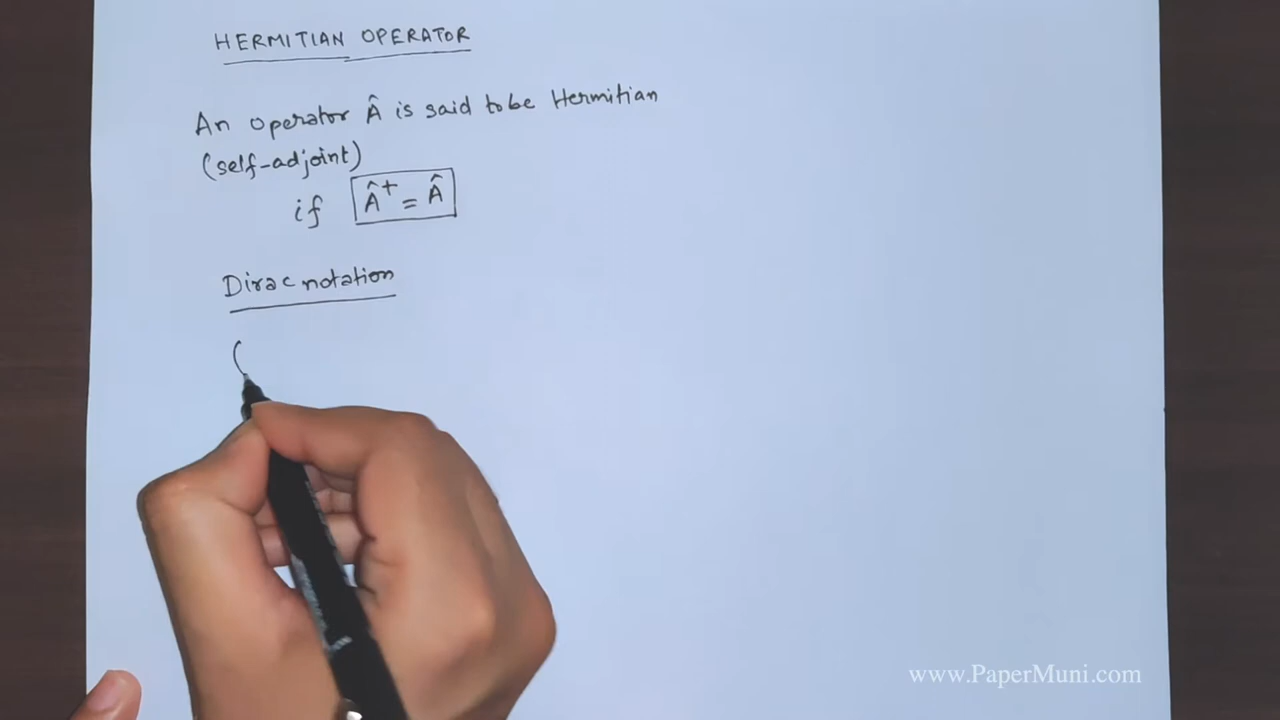 HERMITIAN OPERATOR
An operator Â is said to be Hermitian
(self-adjoint)
if Â† = Â
Dirac notation
(
www.PaperMuni.com